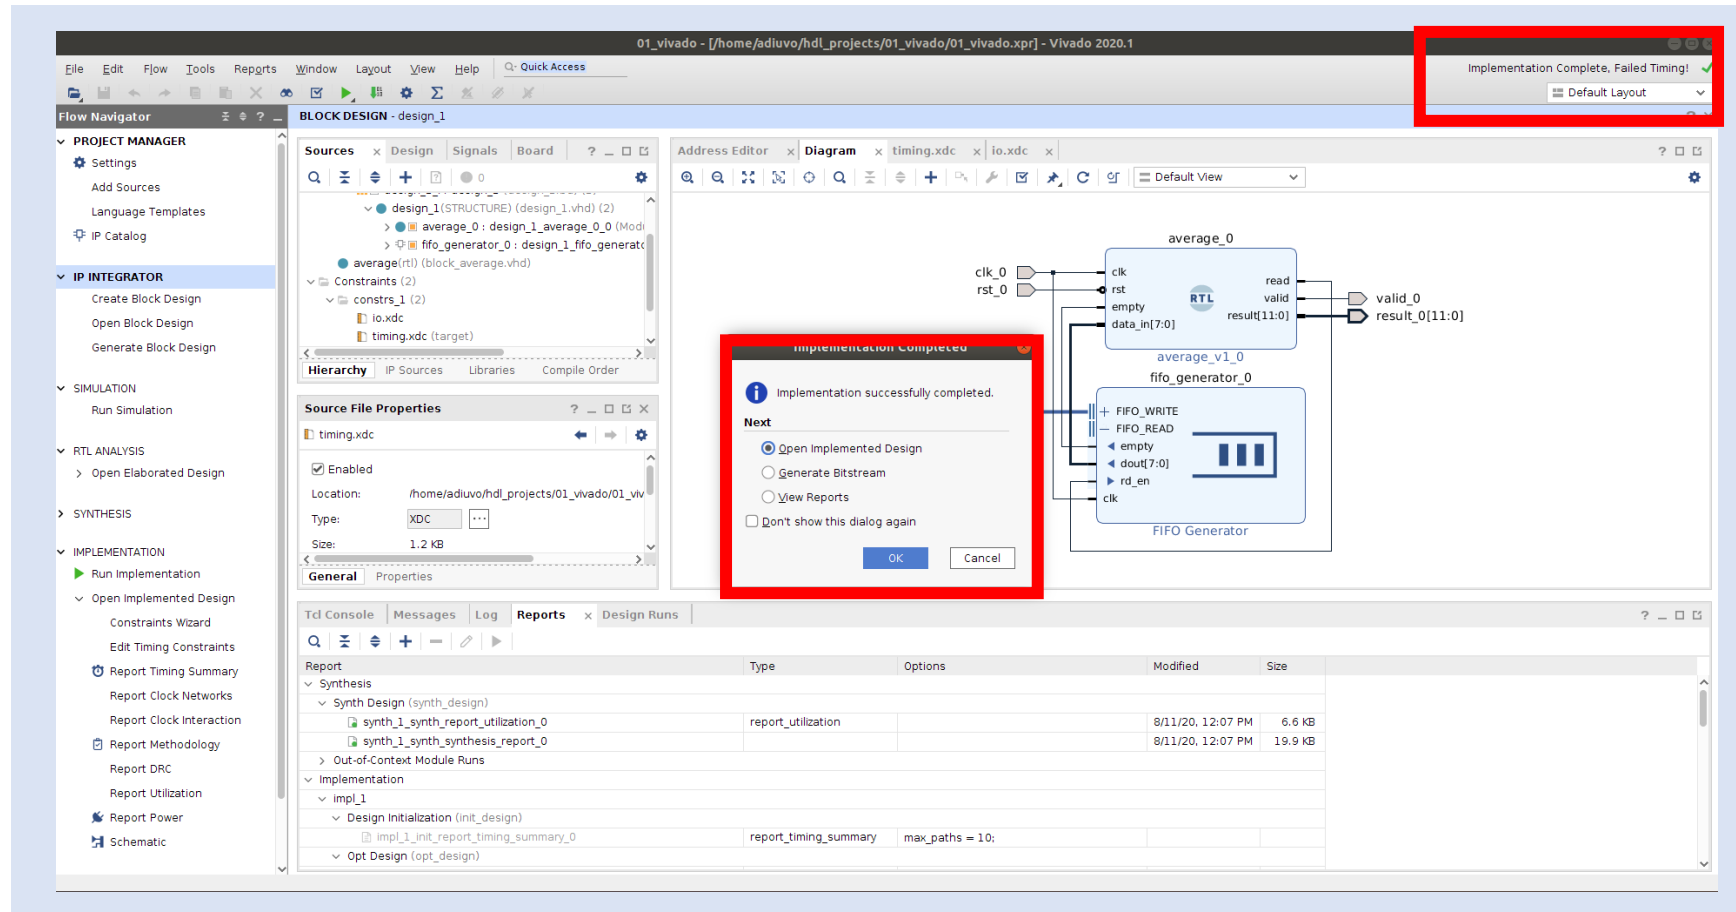 01_vivado - [/home/adiuvo/hdl_projects/01_vivado/01_vivado.xpr] - Vivado 2020.1
File Edit Flow Tools Reports Window Layout View Help Quick Access
Implementation Complete, Failed Timing!
Default Layout
Flow Navigator
PROJECT MANAGER
Settings
Add Sources
Language Templates
IP Catalog
IP INTEGRATOR
Create Block Design
Open Block Design
Generate Block Design
SIMULATION
Run Simulation
RTL ANALYSIS
Open Elaborated Design
SYNTHESIS
IMPLEMENTATION
Run Implementation
Open Implemented Design
Constraints Wizard
Edit Timing Constraints
Report Timing Summary
Report Clock Networks
Report Clock Interaction
Report Methodology
Report DRC
Report Utilization
Report Power
Schematic
BLOCK DESIGN - design_1
Sources Design Signals Board
0
design_1(STRUCTURE) (design_1.vhd) (2)
average_0 : design_1_average_0_0 (Mod
fifo_generator_0 : design_1_fifo_generato
average(rtl) (block_average.vhd)
Constraints (2)
constrs_1 (2)
io.xdc
timing.xdc (target)
Hierarchy IP Sources Libraries Compile Order
Source File Properties
timing.xdc
Enabled
Location: /home/adiuvo/hdl_projects/01_vivado/01_viv
Type: XDC ...
Size: 1.2 KB
General Properties
Address Editor Diagram timing.xdc io.xdc
Default View
average_0
clk_0
rst_0
clk
rst
empty
data_in[7:0]
RTL
read
valid
result[11:0]
valid_0
result_0[11:0]
average_v1_0
fifo_generator_0
FIFO_WRITE
FIFO_READ
empty
dout[7:0]
rd_en
clk
FIFO Generator
Implementation Completed
Implementation successfully completed.
Next
Open Implemented Design
Generate Bitstream
View Reports
Don't show this dialog again
OK Cancel
Tcl Console Messages Log Reports Design Runs
Report Type Options Modified Size
Synthesis
Synth Design (synth_design)
synth_1_synth_report_utilization_0 report_utilization 8/11/20, 12:07 PM 6.6 KB
synth_1_synth_synthesis_report_0 8/11/20, 12:07 PM 19.9 KB
Out-of-Context Module Runs
Implementation
impl_1
Design Initialization (init_design)
impl_1_init_report_timing_summary_0 report_timing_summary max_paths = 10;
Opt Design (opt_design)